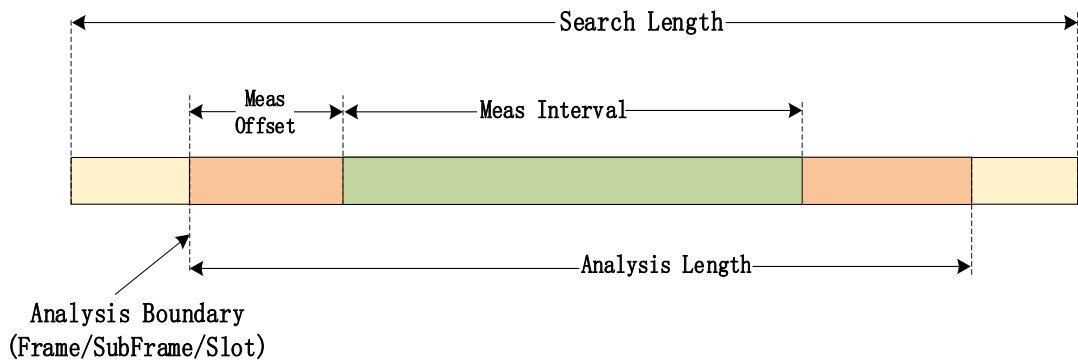 Search Length
Meas
Offset
Meas Interval
Analysis Length
Analysis Boundary
(Frame/SubFrame/Slot)